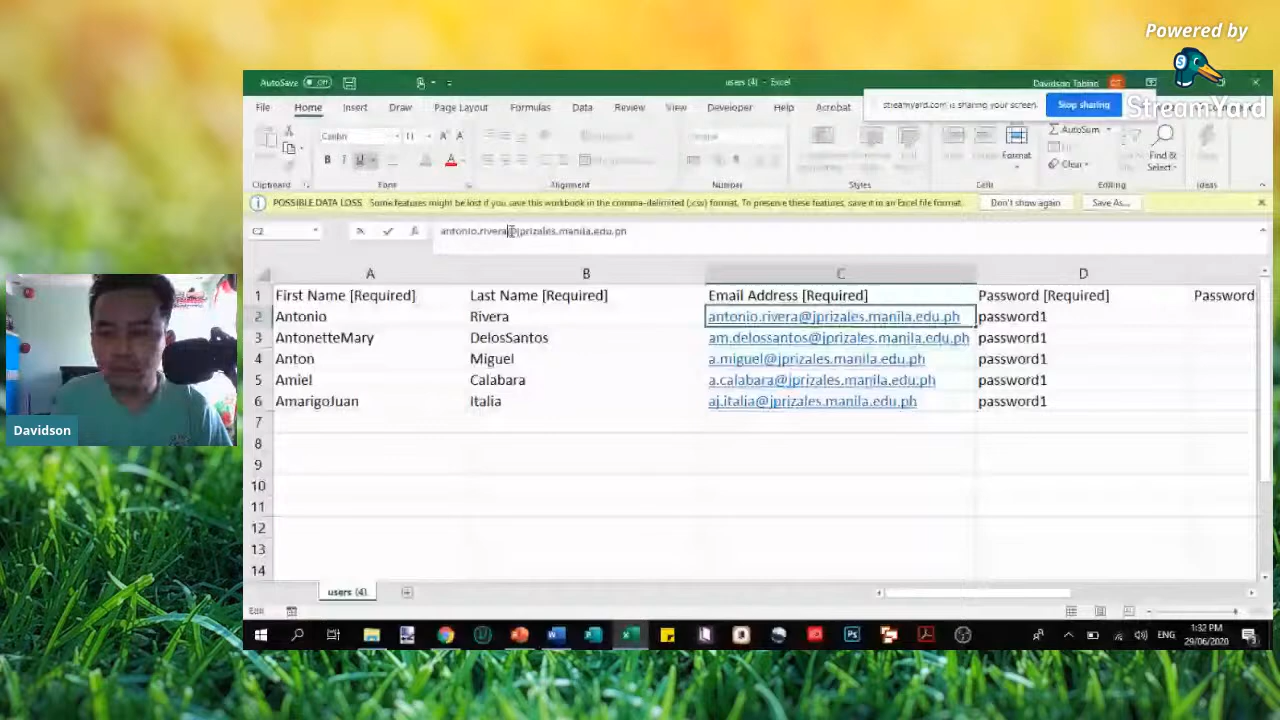 Powered by
StreamYard
AutoSave Off
users (4) - Excel
Davidson Tabian
File Home Insert Draw Page Layout Formulas Data Review View Developer Help Acrobat
streamyard.com is sharing your screen. Stop sharing
Calibri 11
AutoSum
Clear
Format
Find & Select
Clipboard Font Alignment Number Styles Cells Editing Ideas
POSSIBLE DATA LOSS Some features might be lost if you save this workbook in the comma-delimited (.csv) format. To preserve these features, save it in an Excel file format. Don't show again Save As...
C2 antonio.rivera@jprizales.manila.edu.ph
A B C D
1 First Name [Required] Last Name [Required] Email Address [Required] Password [Required] Password
2 Antonio Rivera antonio.rivera@jprizales.manila.edu.ph password1
3 AntonetteMary DelosSantos am.delossantos@jprizales.manila.edu.ph password1
4 Anton Miguel a.miguel@jprizales.manila.edu.ph password1
5 Amiel Calabara a.calabara@jprizales.manila.edu.ph password1
6 AmarigoJuan Italia aj.italia@jprizales.manila.edu.ph password1
7
8
9
10
11
12
13
14
users (4)
Edit
ENG 1:32 PM
29/06/2020
Davidson